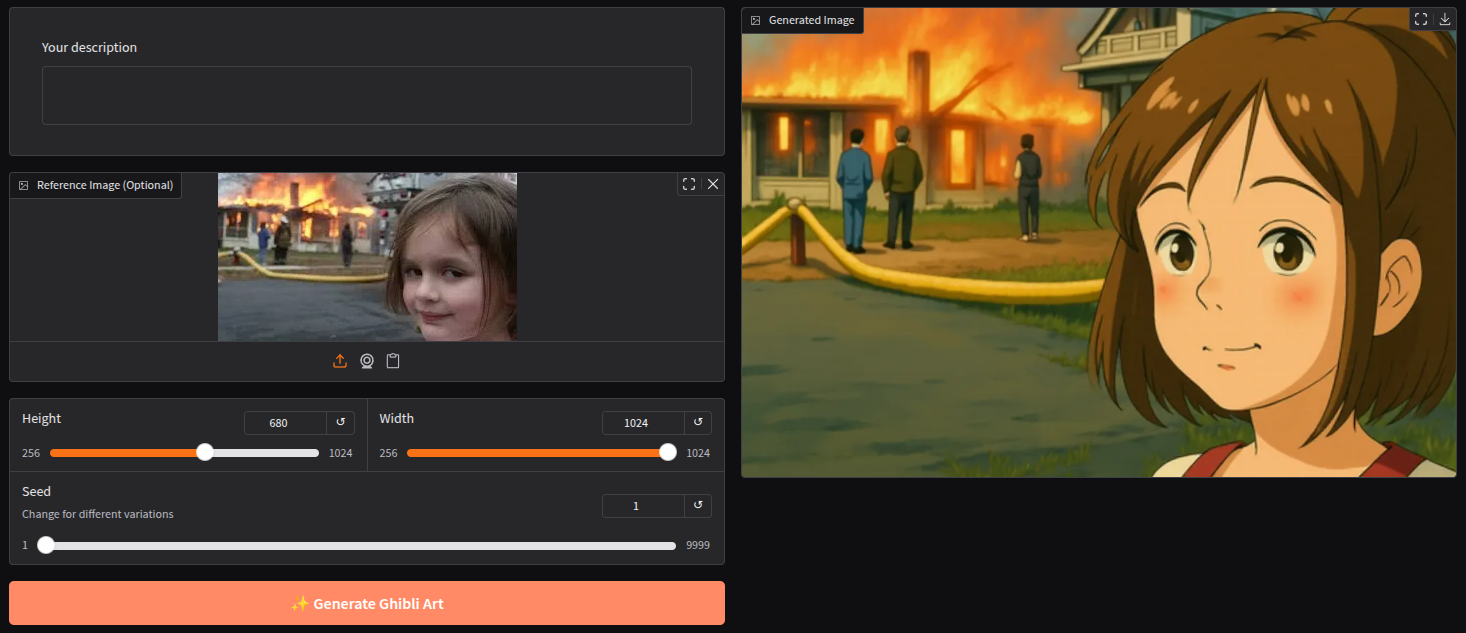 Your description
Reference Image (Optional)
Height
680
↺
256
1024
Width
1024
↺
256
1024
Seed
Change for different variations
1
↺
1
9999
✨ Generate Ghibli Art
Generated Image